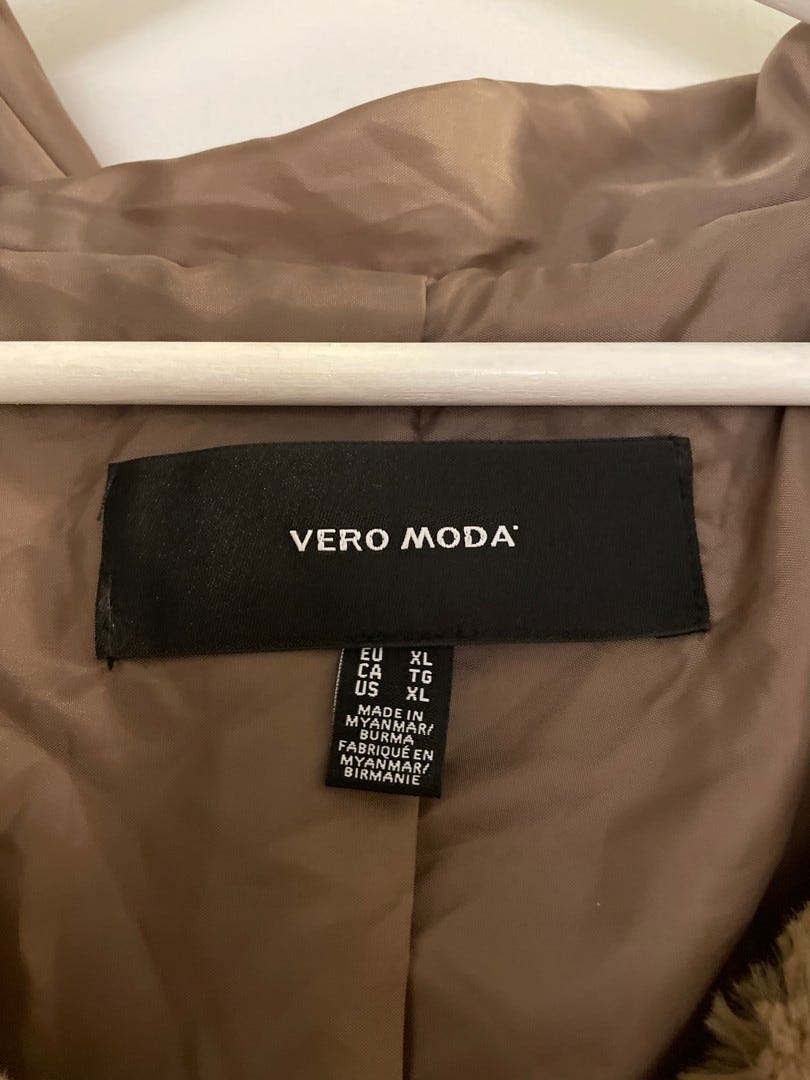 VERO MODA
EU XL
CA TG
US XL
MADE IN
MYANMAR/
BURMA
FABRIQUÉ EN
MYANMAR/
BIRMANIE